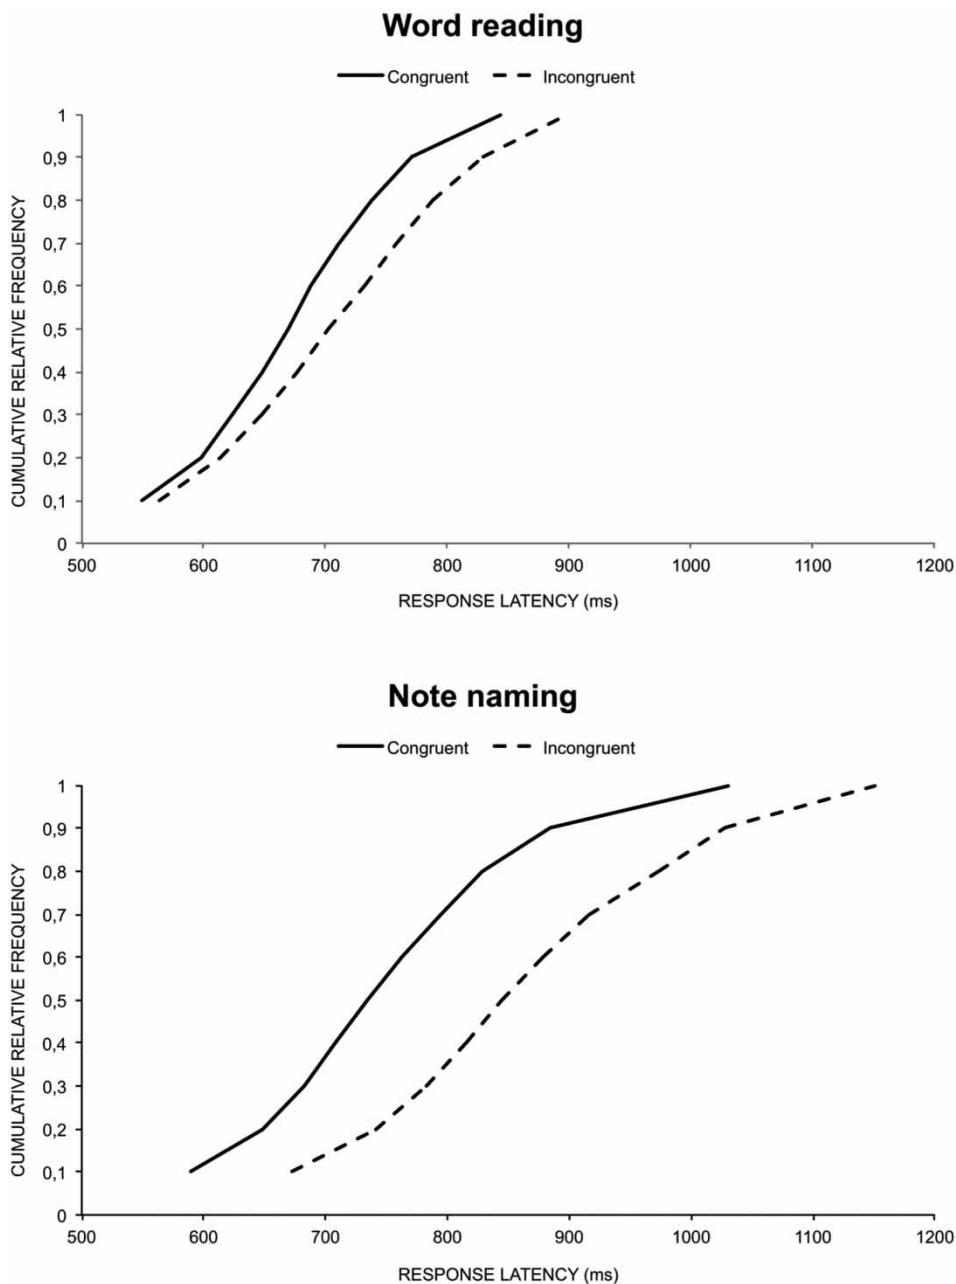 Word reading
Congruent Incongruent
CUMULATIVE RELATIVE FREQUENCY
1
0,9
0,8
0,7
0,6
0,5
0,4
0,3
0,2
0,1
0
500 600 700 800 900 1000 1100 1200
RESPONSE LATENCY (ms)
Note naming
Congruent Incongruent
CUMULATIVE RELATIVE FREQUENCY
1
0,9
0,8
0,7
0,6
0,5
0,4
0,3
0,2
0,1
0
500 600 700 800 900 1000 1100 1200
RESPONSE LATENCY (ms)